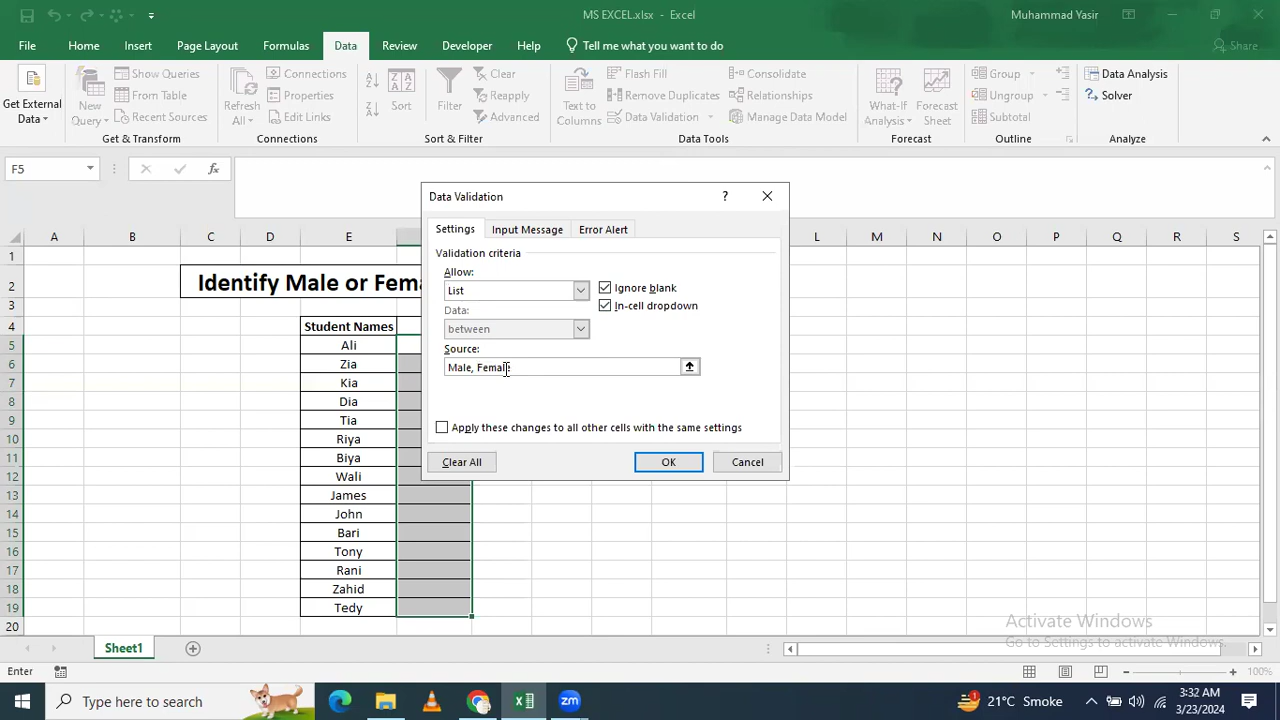 MS EXCEL.xlsx - Excel
Muhammad Yasir
File Home Insert Page Layout Formulas Data Review Developer Help Tell me what you want to do Share
Get External Data
New Query
Show Queries
From Table
Recent Sources
Get & Transform
Refresh All
Connections
Properties
Edit Links
Connections
Sort
Filter
Clear
Reapply
Advanced
Sort & Filter
Text to Columns
Flash Fill
Remove Duplicates
Data Validation
Consolidate
Relationships
Manage Data Model
Data Tools
What-If Analysis
Forecast Sheet
Forecast
Group
Ungroup
Subtotal
Outline
Data Analysis
Solver
Analyze
F5
fx
A B C D E L M N O P Q R S
1
2 Identify Male or Fema
3
4 Student Names
5 Ali
6 Zia
7 Kia
8 Dia
9 Tia
10 Riya
11 Biya
12 Wali
13 James
14 John
15 Bari
16 Tony
17 Rani
18 Zahid
19 Tedy
20
Data Validation ?
Settings Input Message Error Alert
Validation criteria
Allow:
List
Ignore blank
In-cell dropdown
Data:
between
Source:
Male, Female
Apply these changes to all other cells with the same settings
Clear All OK Cancel
Activate Windows
Go to Settings to activate Windows.
Sheet1
Enter
100%
Type here to search
21°C Smoke
3:32 AM
3/23/2024